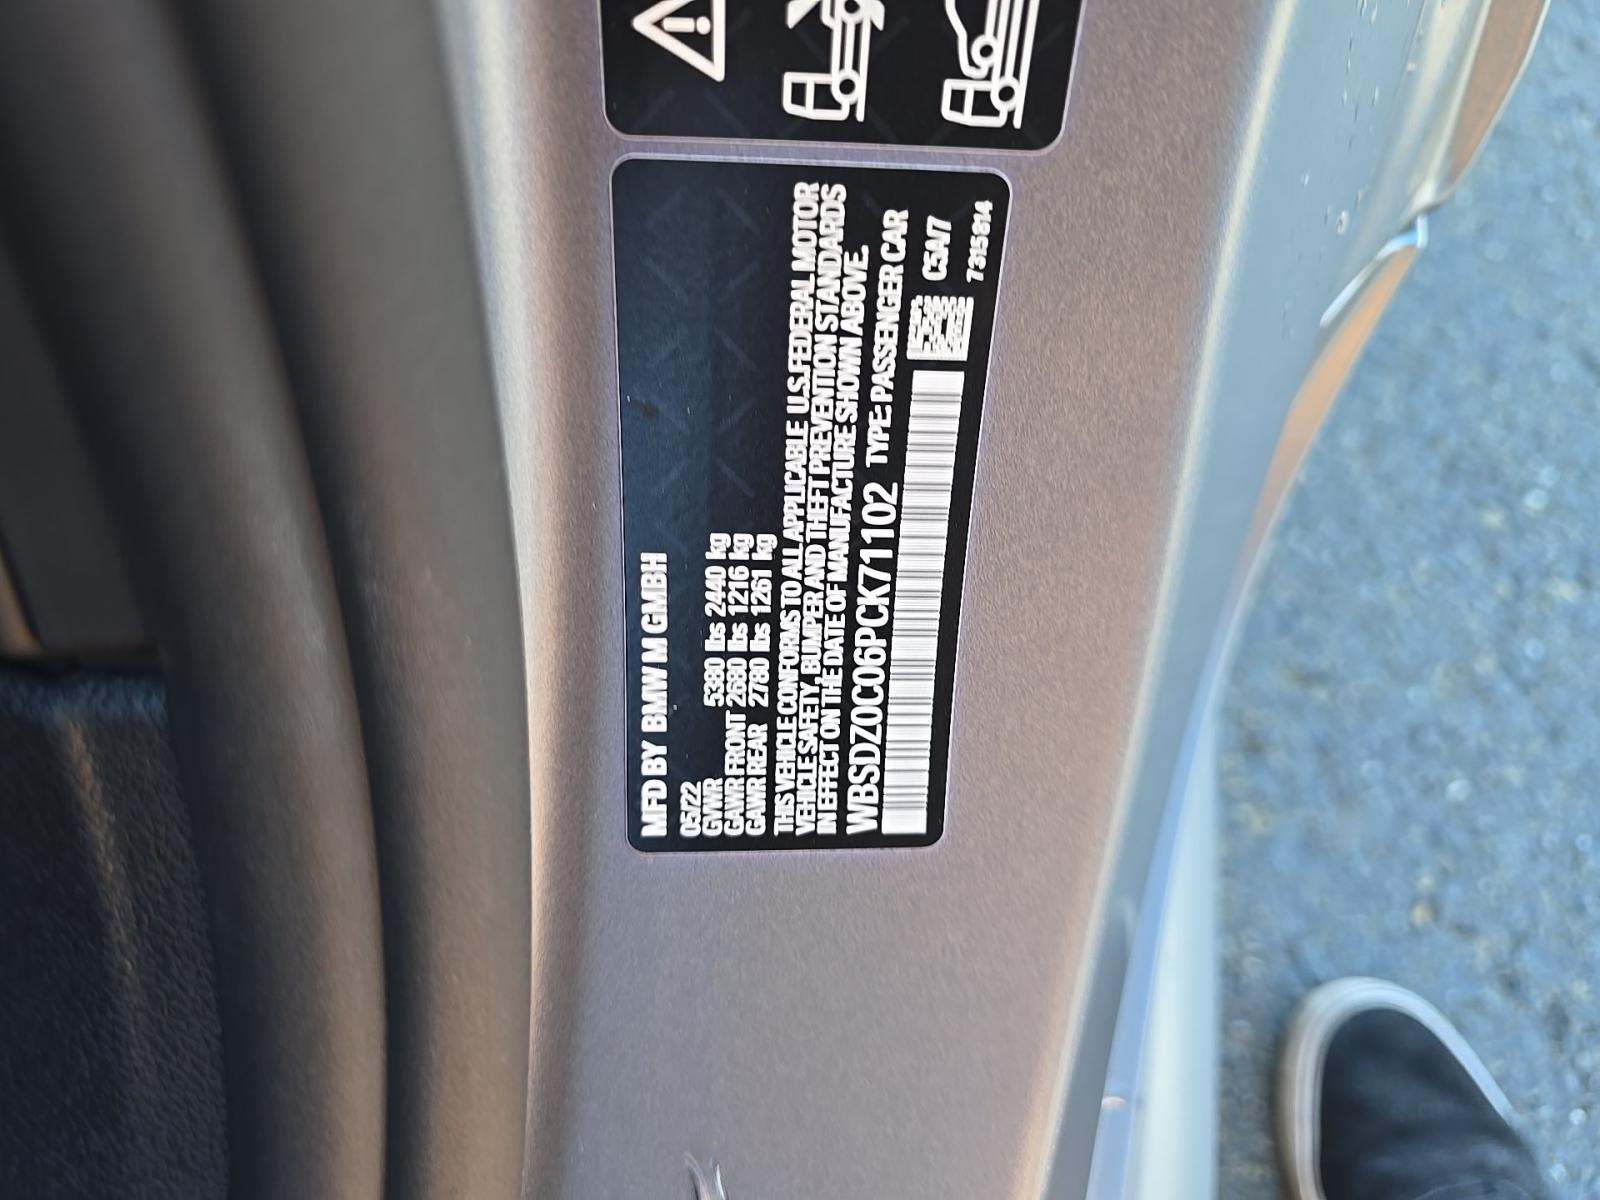 MFD BY BMW M GMBH
05/22
GVWR 5380 lbs 2440 kg
GAWR FRONT 2680 lbs 1216 kg
GAWR REAR 2780 lbs 1261 kg
THIS VEHICLE CONFORMS TO ALL APPLICABLE U.S.FEDERAL MOTOR
VEHICLE SAFETY, BUMPER AND THEFT PREVENTION STANDARDS
IN EFFECT ON THE DATE OF MANUFACTURE SHOWN ABOVE.
WBSDZ0C06PCK71102 TYPE: PASSENGER CAR
C5A/7
7315814